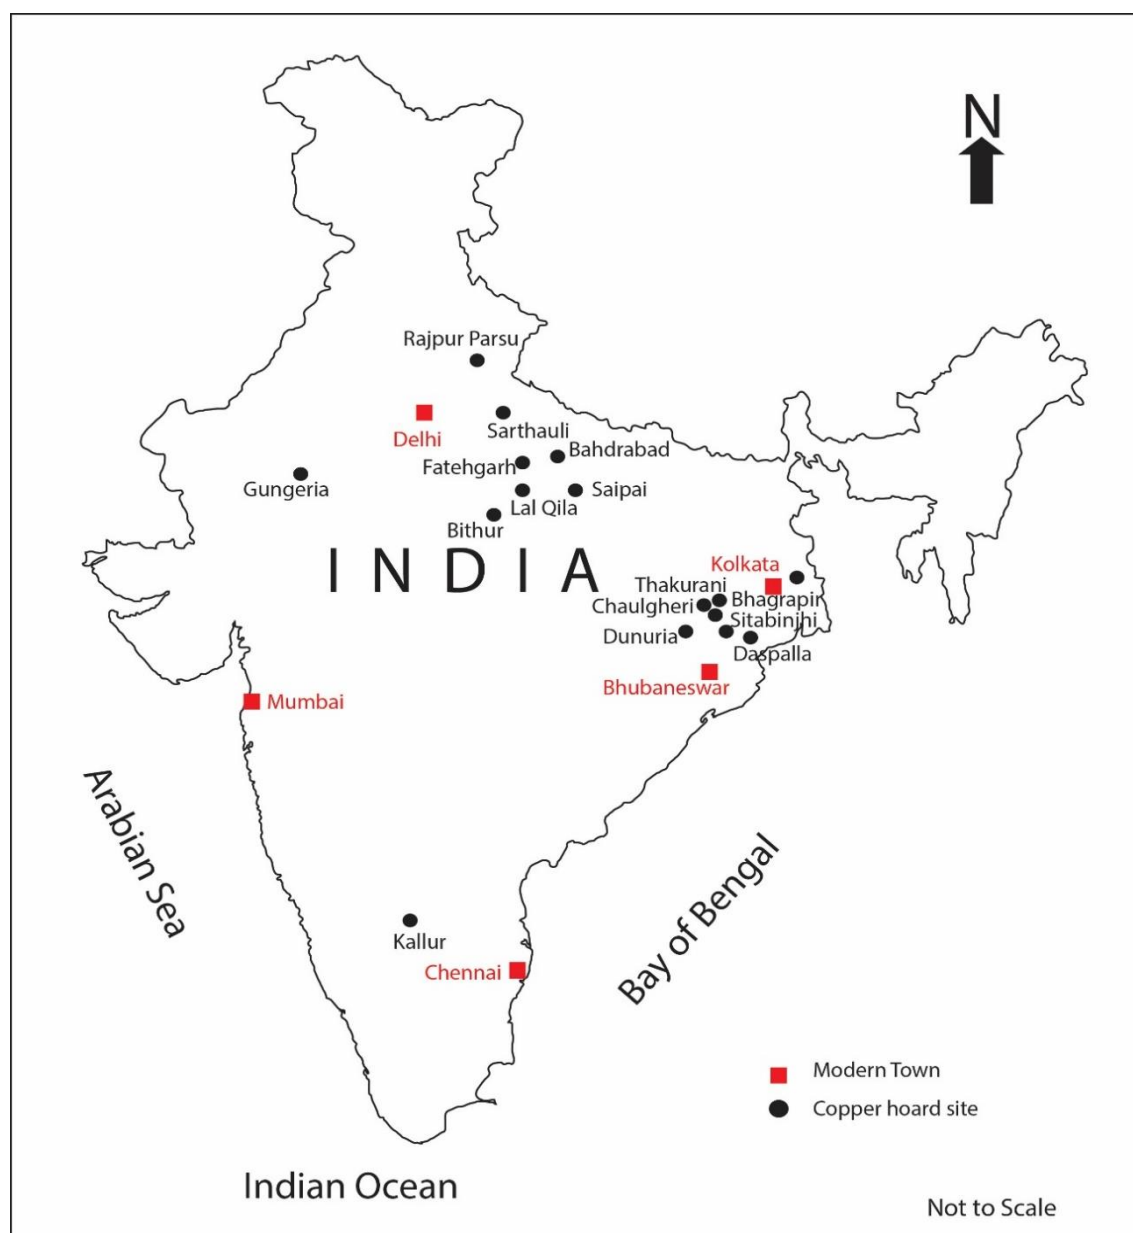 N
Rajpur Parsu
Delhi
Sarthauli
Bahdrabad
Fatehgarh
Gungeria
Saipai
Lal Qila
Bithur
INDIA
Kolkata
Thakurani
Bhagrapir
Chaulgheri
Sitabinjhi
Dunuria
Daspalla
Bhubaneswar
Mumbai
Arabian Sea
Bay of Bengal
Kallur
Chennai
Modern Town
Copper hoard site
Indian Ocean
Not to Scale